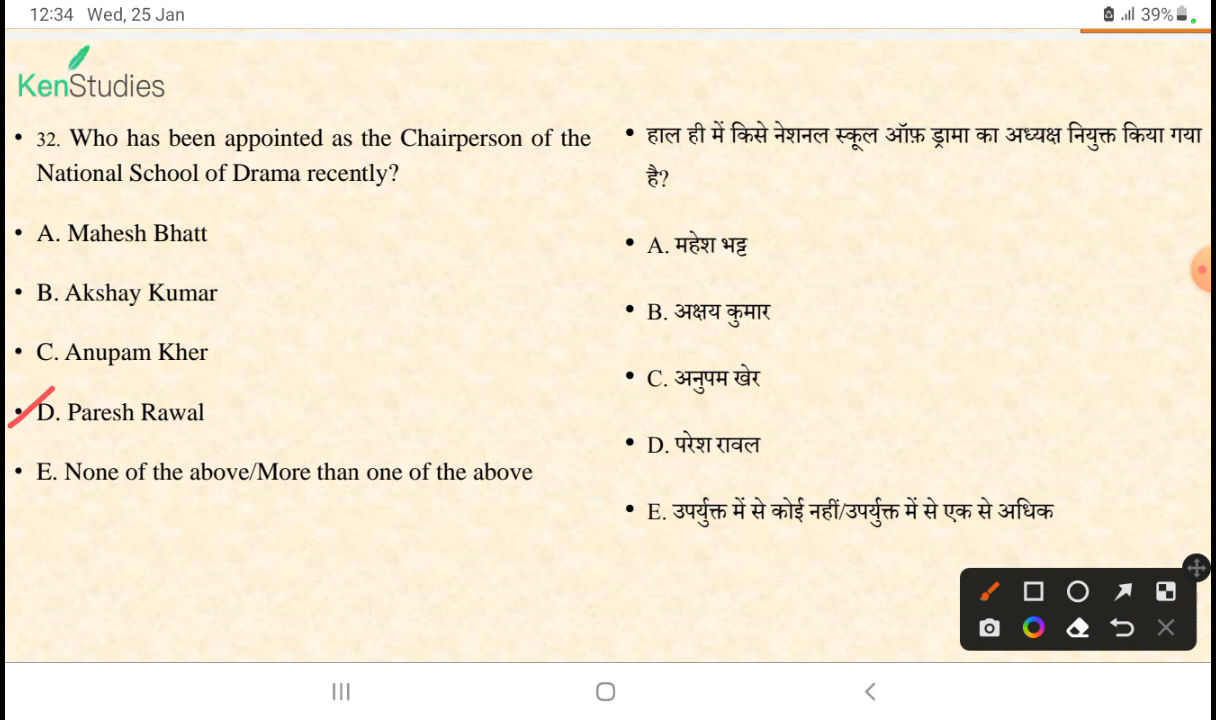 12:34 Wed, 25 Jan
39%
KenStudies
• 32. Who has been appointed as the Chairperson of the
National School of Drama recently?
• A. Mahesh Bhatt
• B. Akshay Kumar
• C. Anupam Kher
• D. Paresh Rawal
• E. None of the above/More than one of the above
• हाल ही में किसे नेशनल स्कूल ऑफ़ ड्रामा का अध्यक्ष नियुक्त किया गया
है?
• A. महेश भट्ट
• B. अक्षय कुमार
• C. अनुपम खेर
• D. परेश रावल
• E. उपर्युक्त में से कोई नहीं/उपर्युक्त में से एक से अधिक